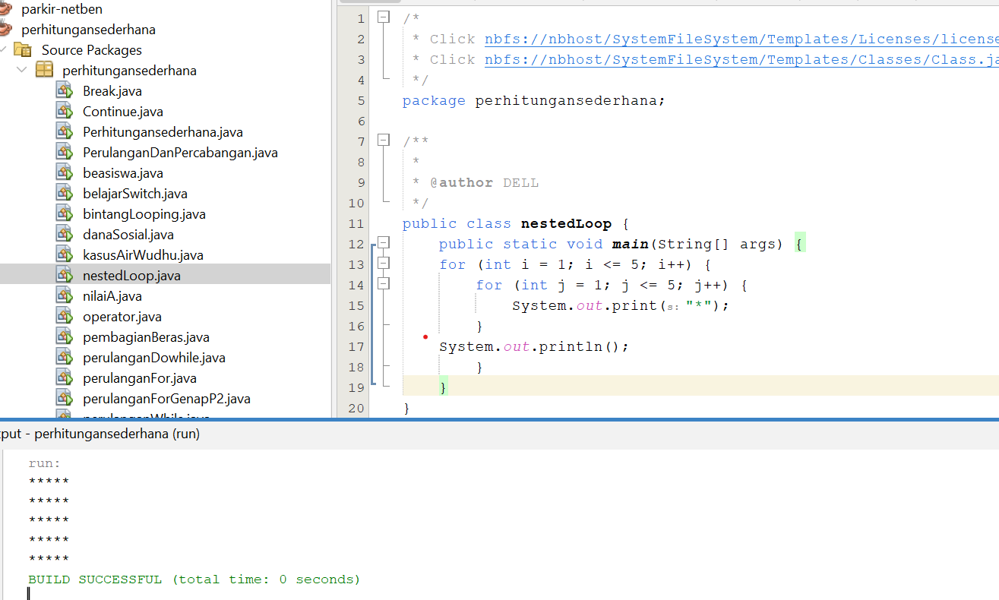 parkir-netben
perhitungansederhana
Source Packages
perhitungansederhana
Break.java
Continue.java
Perhitungansederhana.java
PerulanganDanPercabangan.java
beasiswa.java
belajarSwitch.java
bintangLooping.java
danaSosial.java
kasusAirWudhu.java
nestedLoop.java
nilaiA.java
operator.java
pembagianBeras.java
perulanganDowhile.java
perulanganFor.java
perulanganForGenapP2.java
perulanganWhile.java
1 /*
2 * Click nbfs://nbhost/SystemFileSystem/Templates/Licenses/license
3 * Click nbfs://nbhost/SystemFileSystem/Templates/Classes/Class.ja
4 */
5 package perhitungansederhana;
6
7 /**
8 *
9 * @author DELL
10 */
11 public class nestedLoop {
12 public static void main(String[] args) {
13 for (int i = 1; i <= 5; i++) {
14 for (int j = 1; j <= 5; j++) {
15 System.out.print(s: "*");
16 }
17 System.out.println();
18 }
19 }
20 }
put - perhitungansederhana (run)
run:
*****
*****
*****
*****
*****
BUILD SUCCESSFUL (total time: 0 seconds)